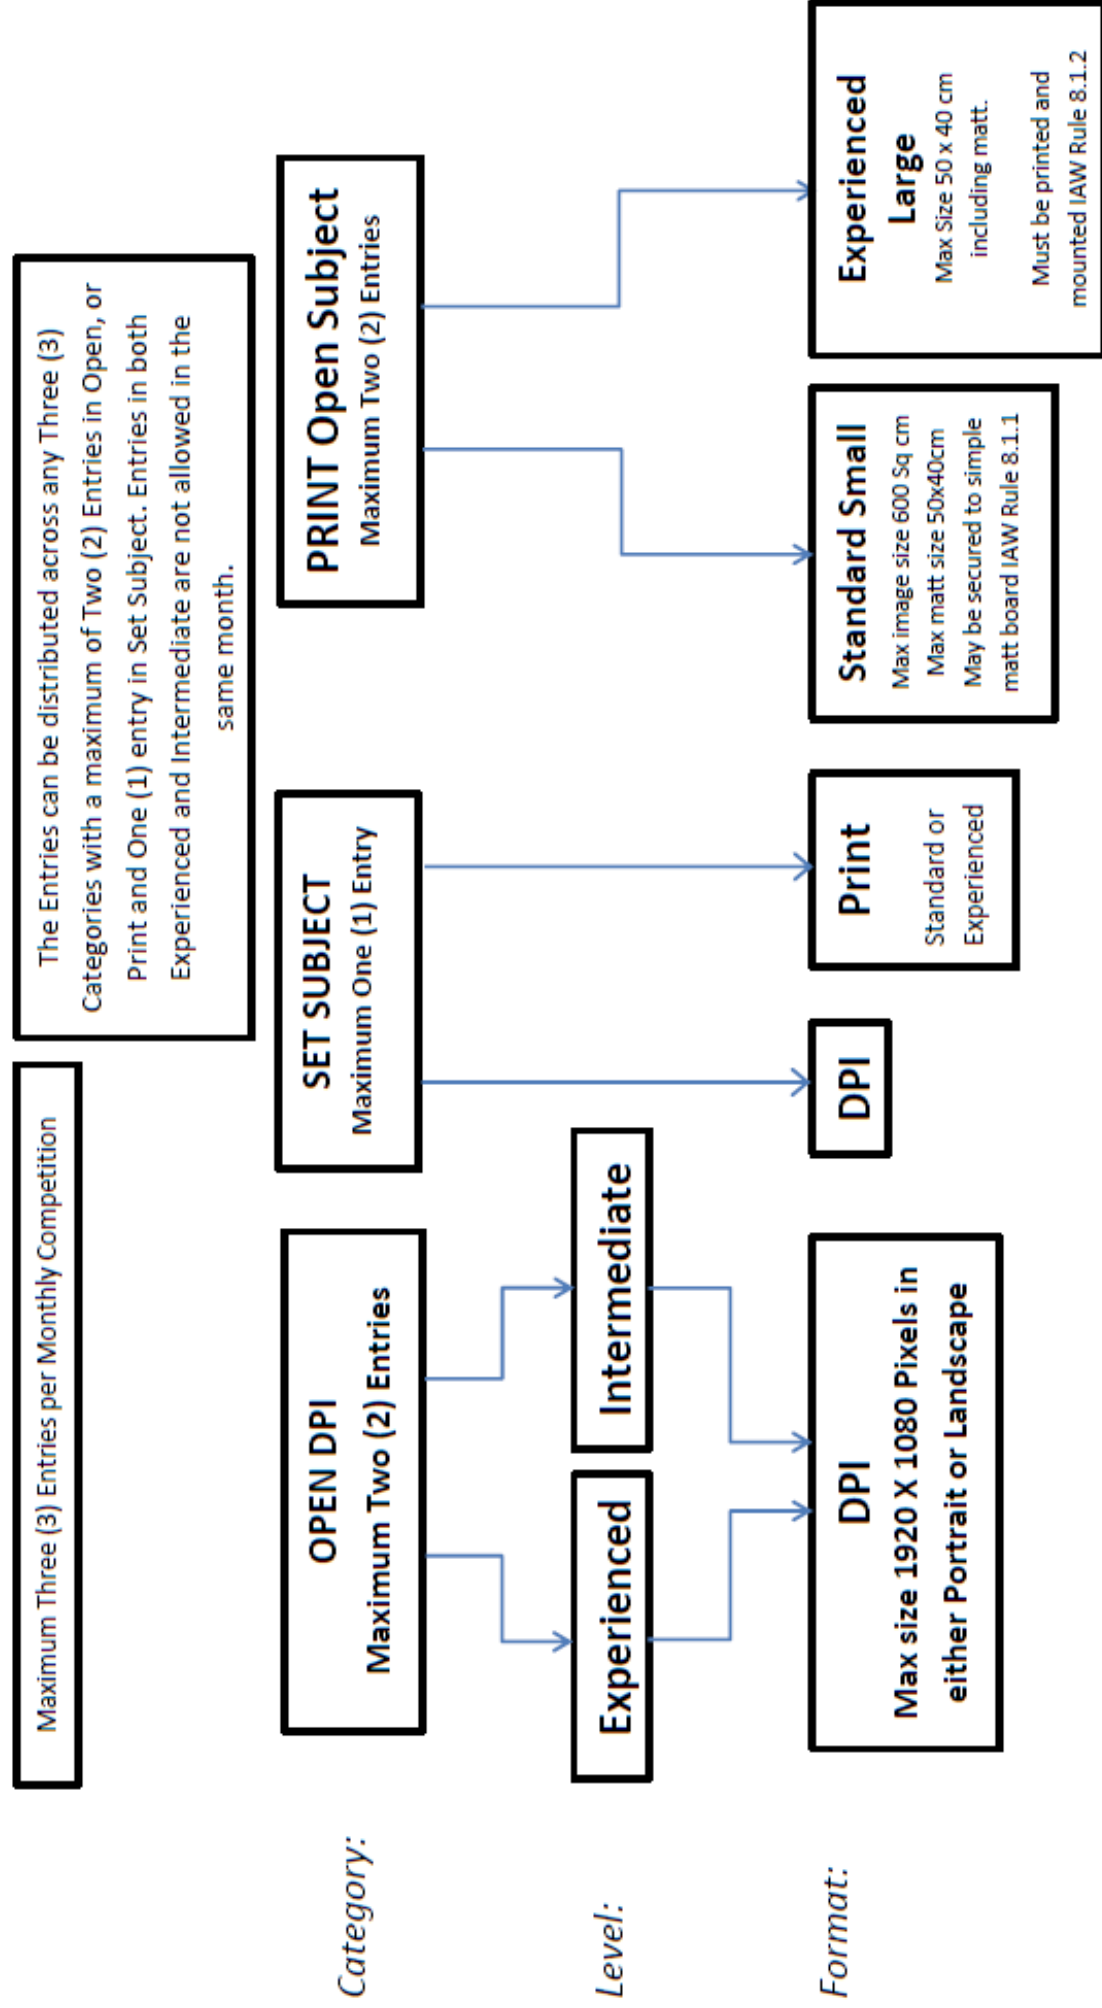 Maximum Three (3) Entries per Monthly Competition
The Entries can be distributed across any Three (3)
Categories with a maximum of Two (2) Entries in Open, or
Print and One (1) entry in Set Subject. Entries in both
Experienced and Intermediate are not allowed in the
same month.
Category:
OPEN DPI
Maximum Two (2) Entries
SET SUBJECT
Maximum One (1) Entry
PRINT Open Subject
Maximum Two (2) Entries
Level:
Experienced
Intermediate
Format:
DPI
Max size 1920 X 1080 Pixels in
either Portrait or Landscape
DPI
Print
Standard or
Experienced
Standard Small
Max image size 600 Sq cm
Max matt size 50x40cm
May be secured to simple
matt board IAW Rule 8.1.1
Experienced
Large
Max Size 50 x 40 cm
including matt.
Must be printed and
mounted IAW Rule 8.1.2